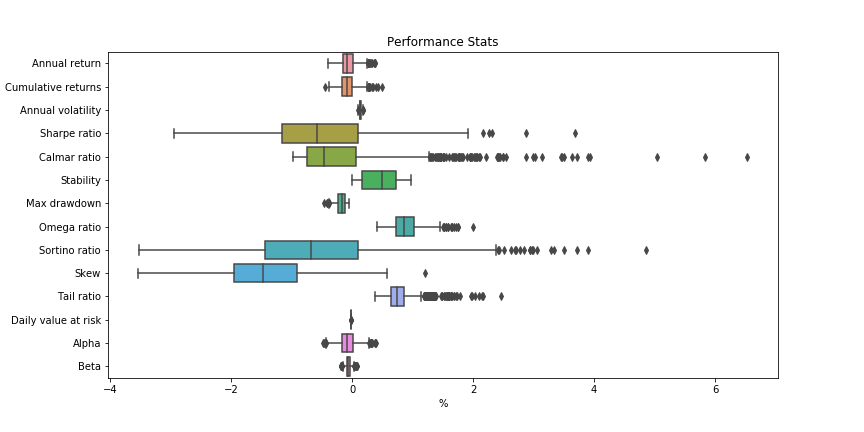 Performance Stats
Annual return
Cumulative returns
Annual volatility
Sharpe ratio
Calmar ratio
Stability
Max drawdown
Omega ratio
Sortino ratio
Skew
Tail ratio
Daily value at risk
Alpha
Beta
−4 −2 0 2 4 6
%